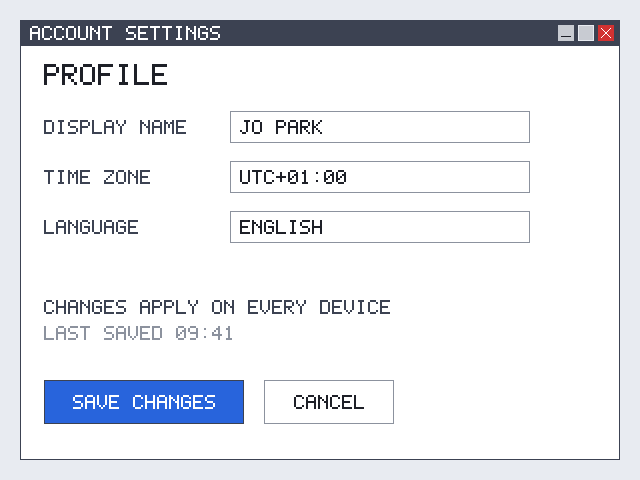 ACCOUNT SETTINGS
PROFILE
DISPLAY NAME JO PARK
TIME ZONE UTC+01:00
LANGUAGE ENGLISH
CHANGES APPLY ON EVERY DEVICE
LAST SAVED 09:41
SAVE CHANGES CANCEL